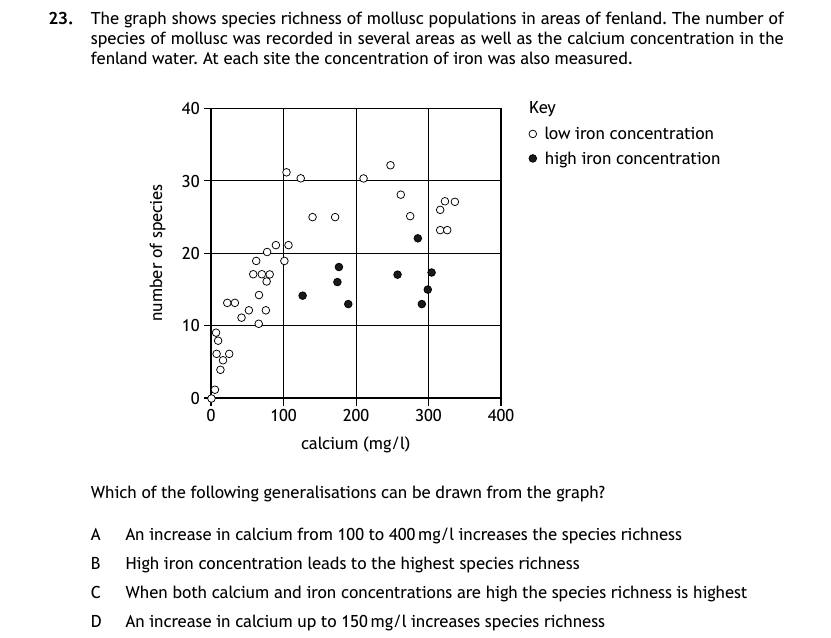 23. The graph shows species richness of mollusc populations in areas of fenland. The number of
species of mollusc was recorded in several areas as well as the calcium concentration in the
fenland water. At each site the concentration of iron was also measured.
Key
low iron concentration
high iron concentration
number of species
40
30
20
10
0
0 100 200 300 400
calcium (mg/l)
Which of the following generalisations can be drawn from the graph?
A An increase in calcium from 100 to 400 mg/l increases the species richness
B High iron concentration leads to the highest species richness
C When both calcium and iron concentrations are high the species richness is highest
D An increase in calcium up to 150 mg/l increases species richness